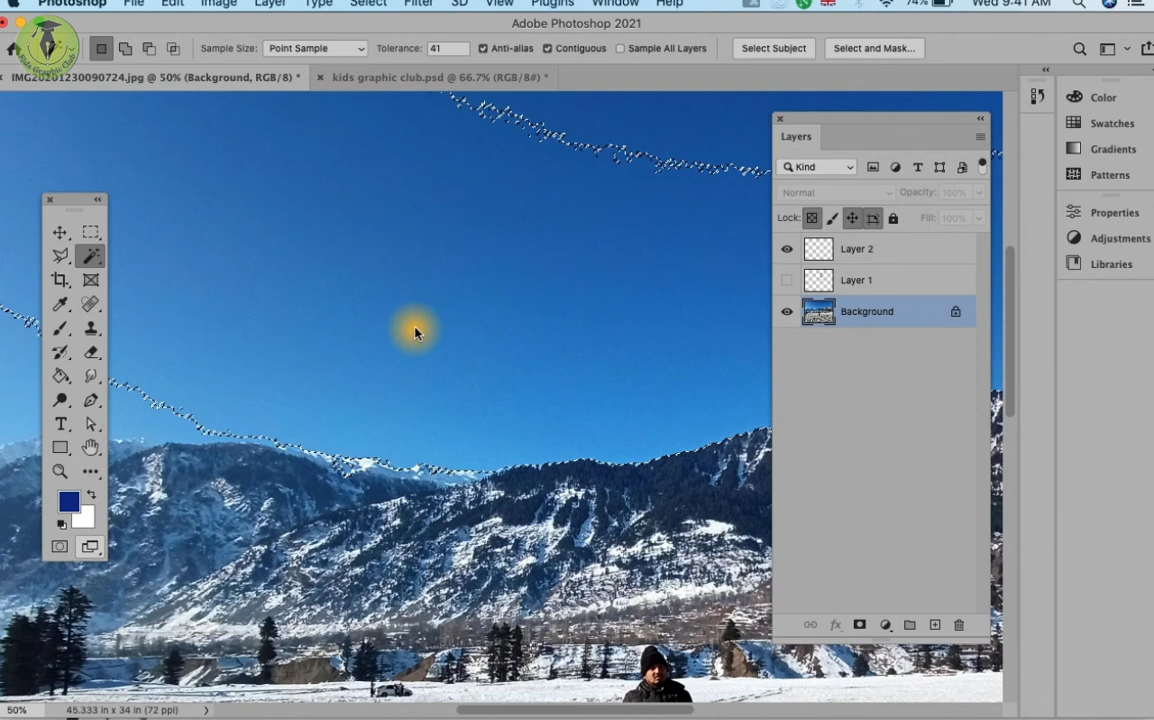 Photoshop File Edit Image Layer Type Select Filter 3D View Plugins Window Help 74% Wed 9:41 AM
Adobe Photoshop 2021
Kids Graphic Club
Sample Size: Point Sample Tolerance: 41 Anti-alias Contiguous Sample All Layers Select Subject Select and Mask...
IMG20201230090724.jpg @ 50% (Background, RGB/8) * kids graphic club.psd @ 66.7% (RGB/8#) *
Layers
Kind
Normal Opacity: 100%
Lock: Fill: 100%
Layer 2
Layer 1
Background
Color
Swatches
Gradients
Patterns
Properties
Adjustments
Libraries
50% 45.333 in x 34 in (72 ppi)